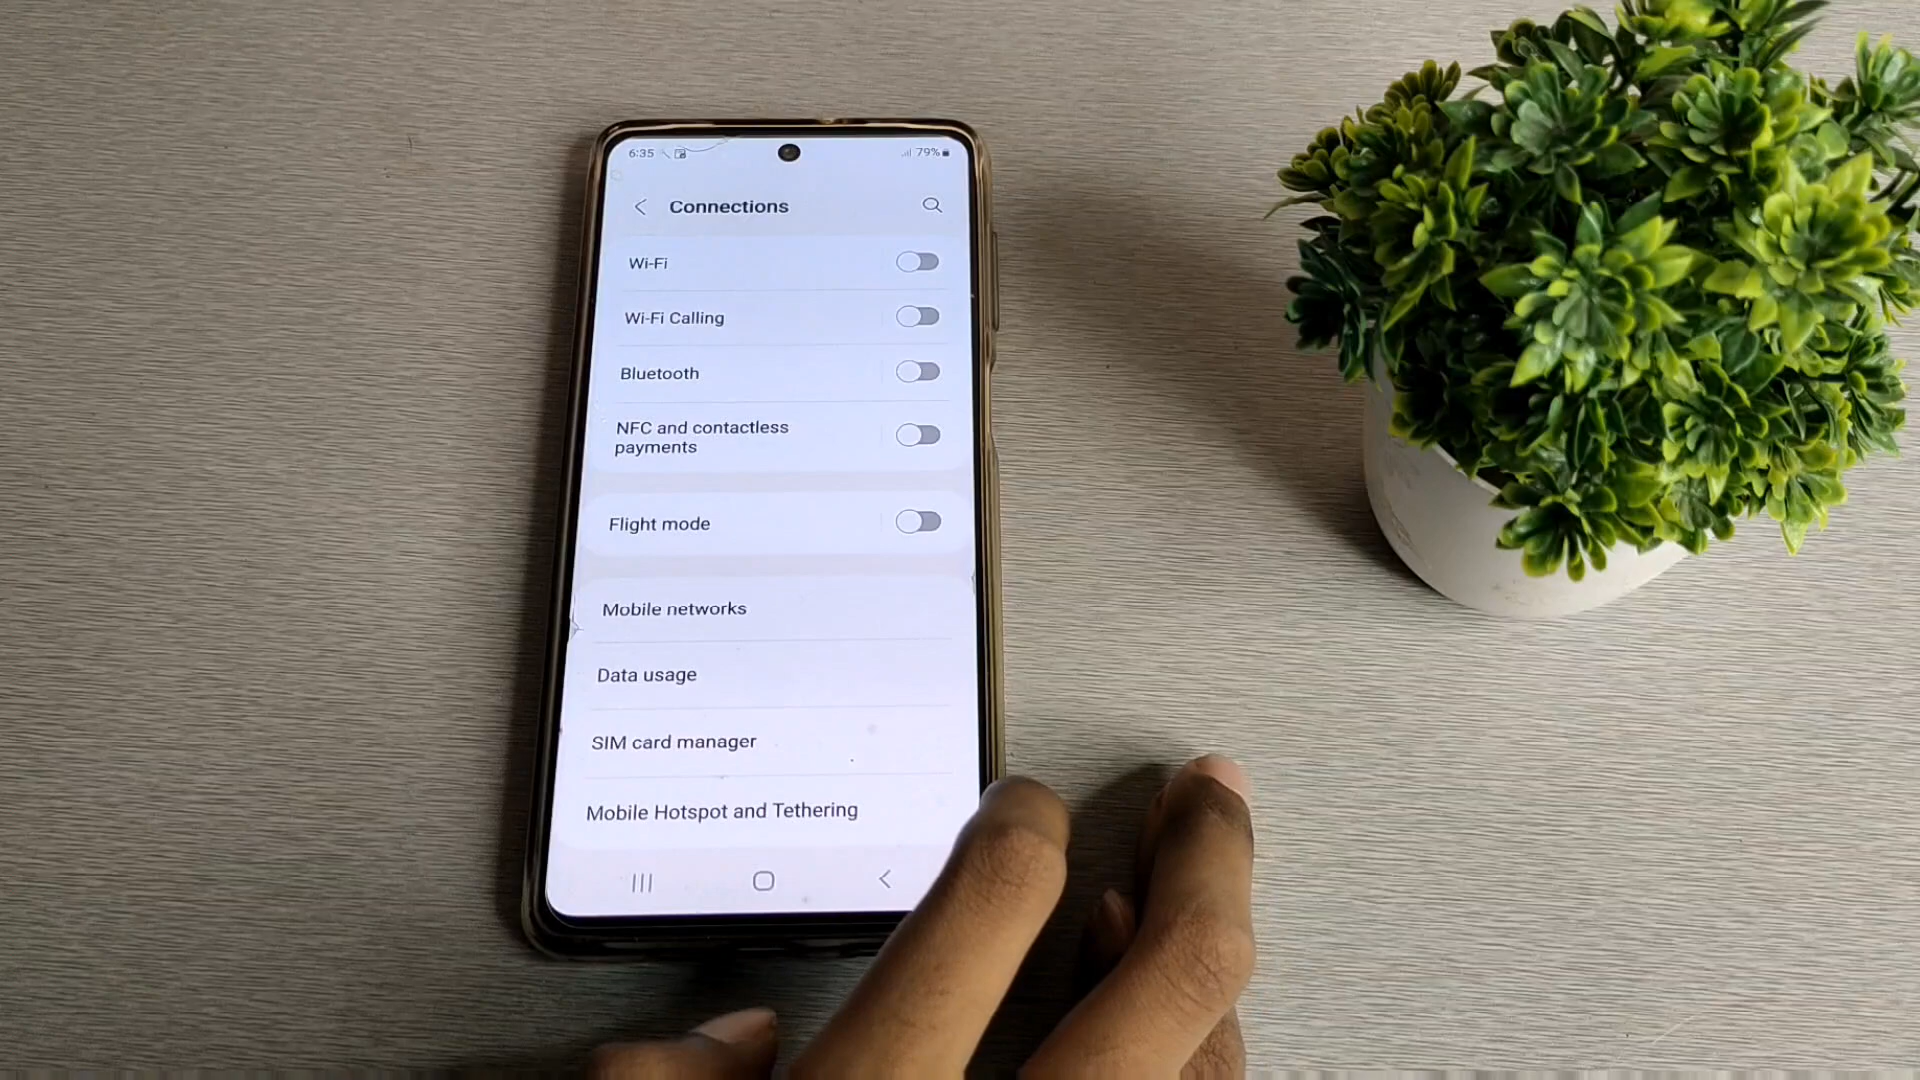 6:35
79%
Connections
Wi-Fi
Wi-Fi Calling
Bluetooth
NFC and contactless
payments
Flight mode
Mobile networks
Data usage
SIM card manager
Mobile Hotspot and Tethering